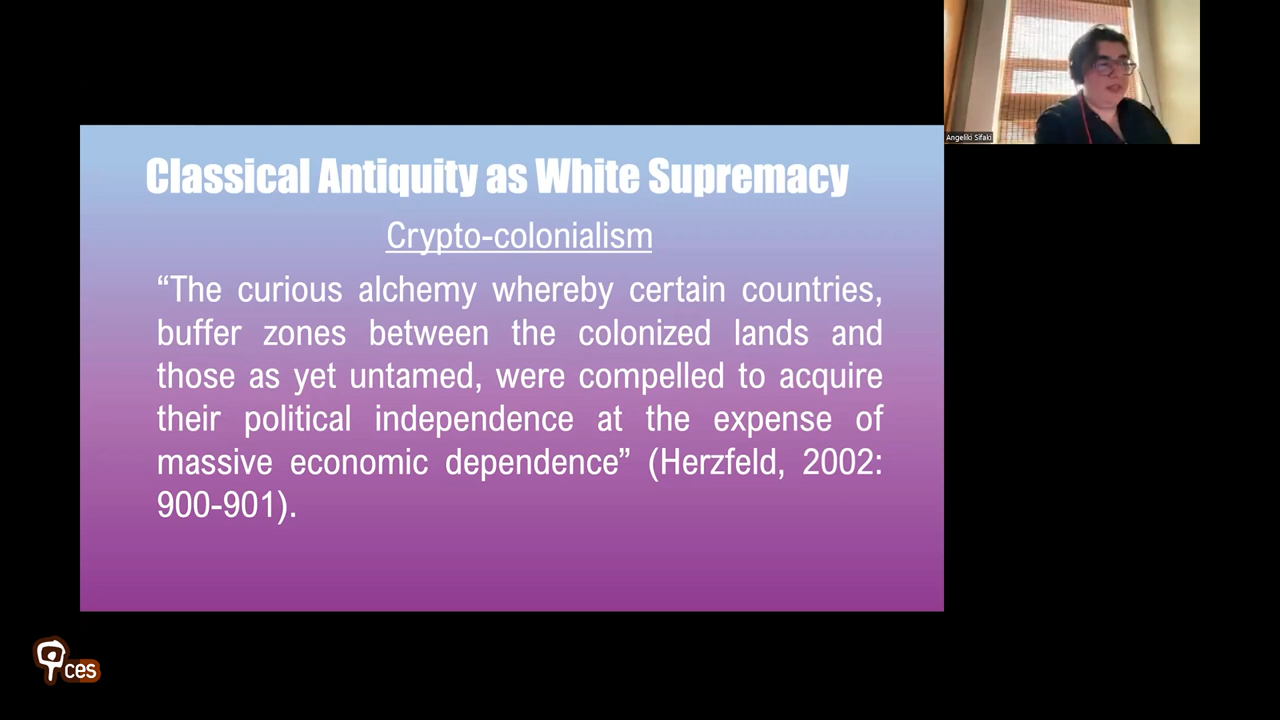 Angeliki Sifaki
Classical Antiquity as White Supremacy
Crypto-colonialism
“The curious alchemy whereby certain countries,
buffer zones between the colonized lands and
those as yet untamed, were compelled to acquire
their political independence at the expense of
massive economic dependence” (Herzfeld, 2002:
900-901).
ces